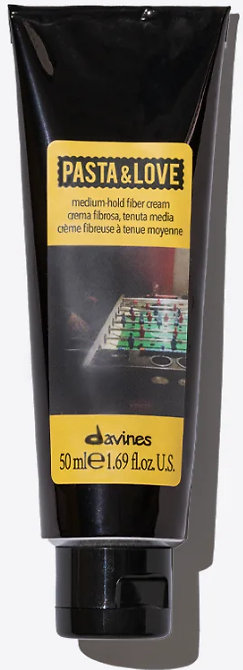 PASTA&LOVE
medium-hold fiber cream
crema fibrosa, tenuta media
crème fibreuse à tenue moyenne
davines
50 ml℮1.69 fl.oz. U.S.